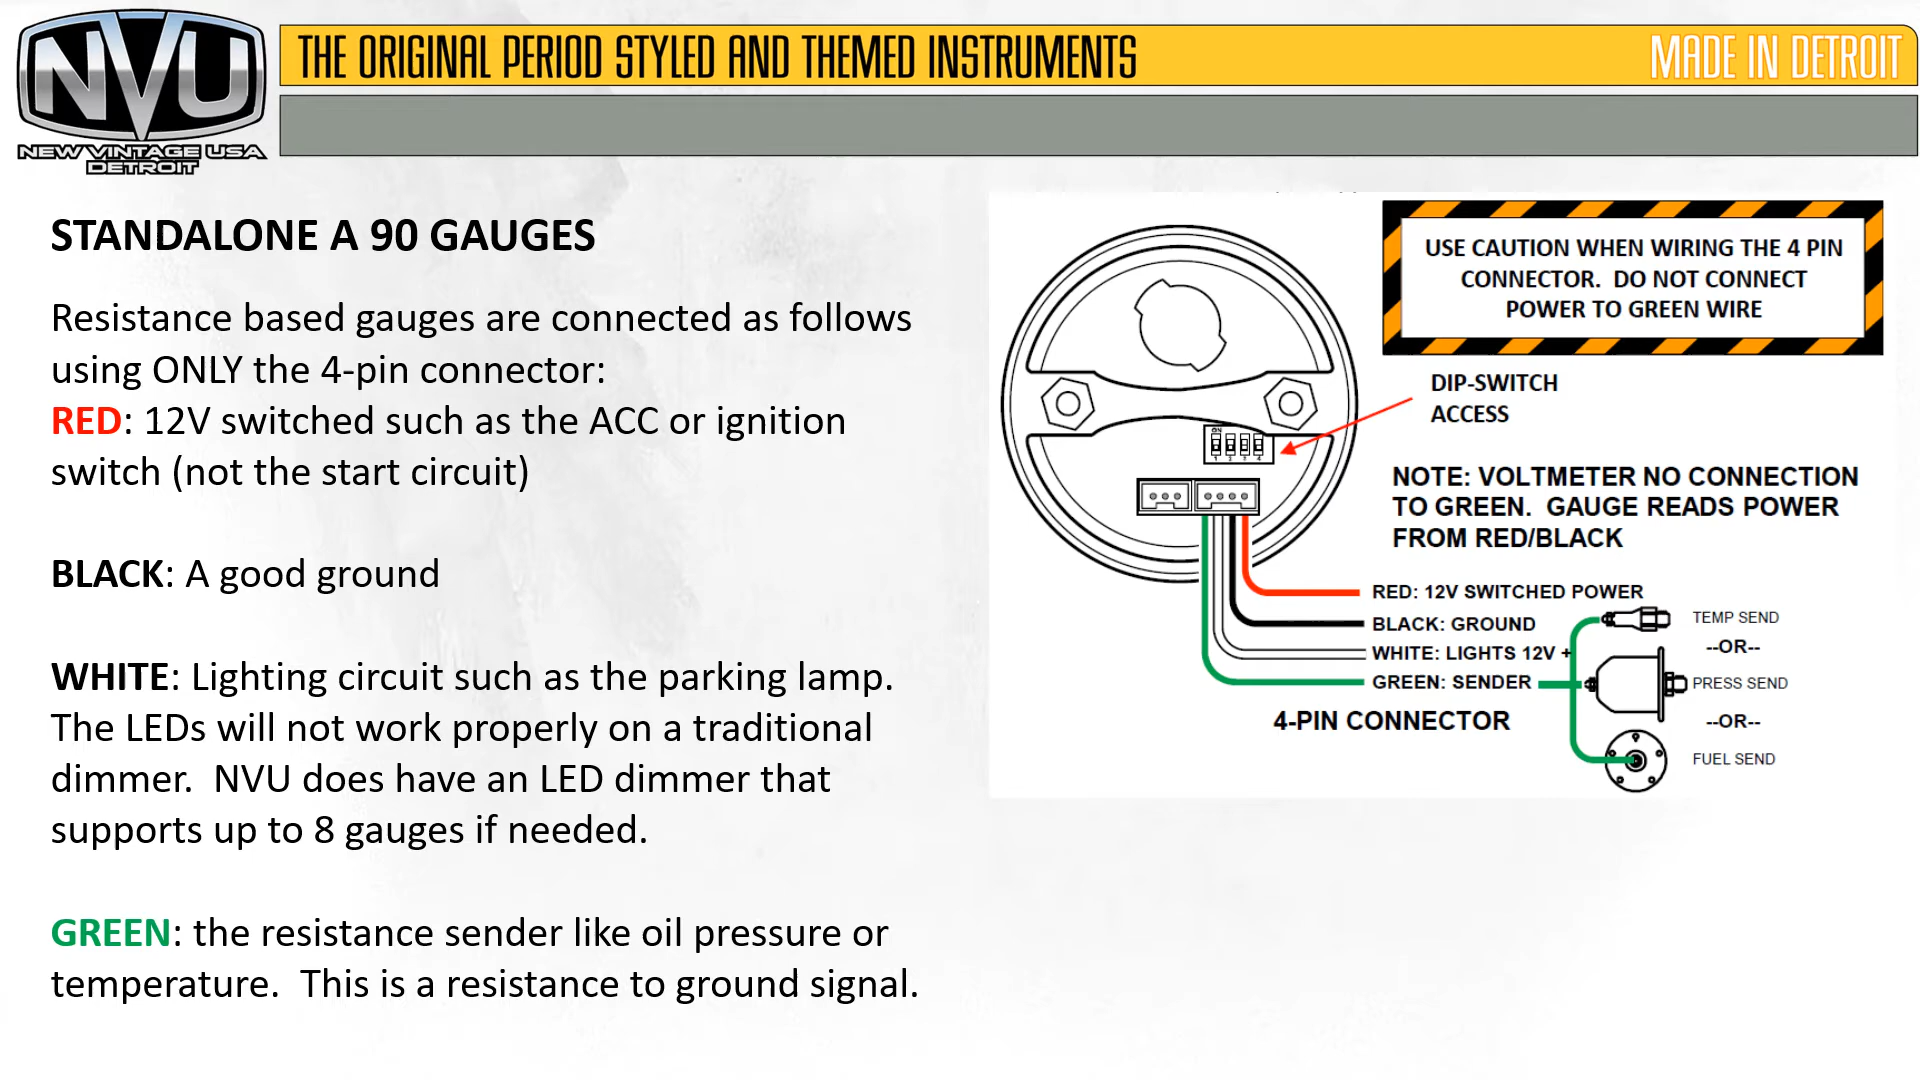 NVU
NEW VINTAGE USA
DETROIT
THE ORIGINAL PERIOD STYLED AND THEMED INSTRUMENTS
MADE IN DETROIT
STANDALONE A 90 GAUGES
Resistance based gauges are connected as follows
using ONLY the 4-pin connector:
RED: 12V switched such as the ACC or ignition
switch (not the start circuit)
BLACK: A good ground
WHITE: Lighting circuit such as the parking lamp.
The LEDs will not work properly on a traditional
dimmer.  NVU does have an LED dimmer that
supports up to 8 gauges if needed.
GREEN: the resistance sender like oil pressure or
temperature.  This is a resistance to ground signal.
USE CAUTION WHEN WIRING THE 4 PIN
CONNECTOR.  DO NOT CONNECT
POWER TO GREEN WIRE
DIP-SWITCH
ACCESS
ON
1 2 3 4
NOTE: VOLTMETER NO CONNECTION
TO GREEN.  GAUGE READS POWER
FROM RED/BLACK
RED: 12V SWITCHED POWER
BLACK: GROUND
WHITE: LIGHTS 12V +
GREEN: SENDER
4-PIN CONNECTOR
TEMP SEND
--OR--
PRESS SEND
--OR--
FUEL SEND